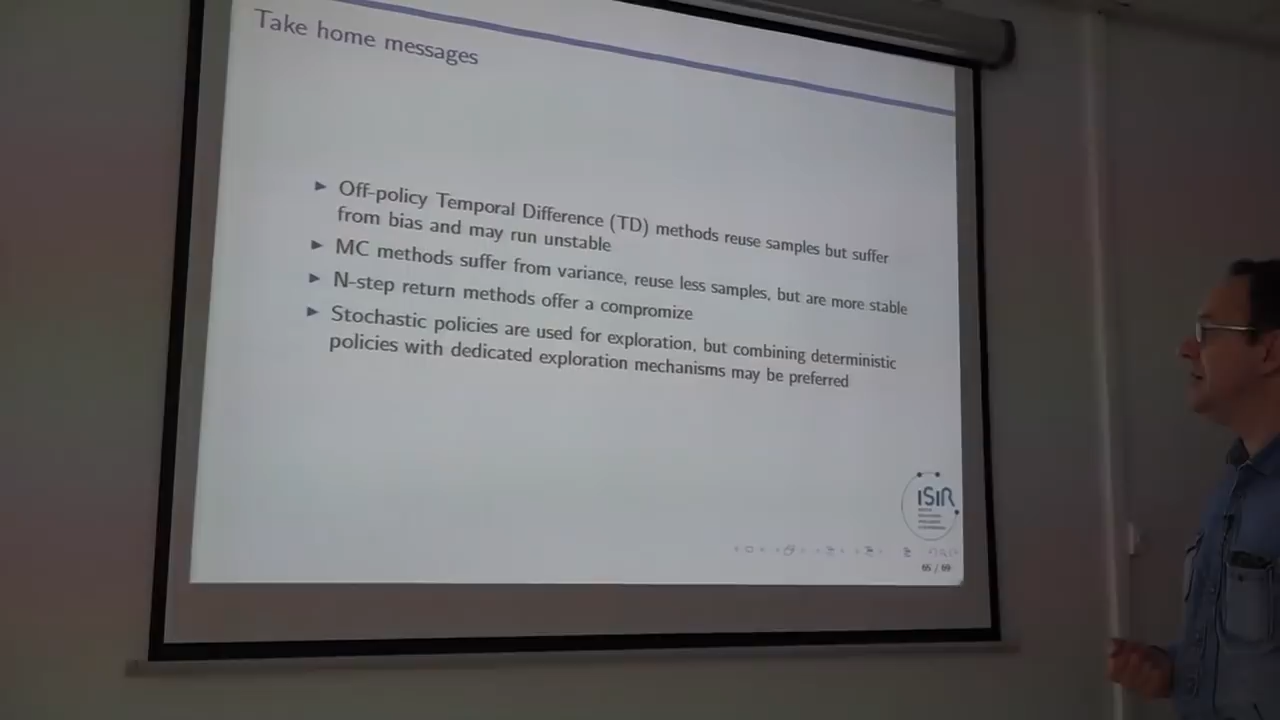 Take home messages
► Off-policy Temporal Difference (TD) methods reuse samples but suffer
from bias and may run unstable
► MC methods suffer from variance, reuse less samples, but are more stable
► N-step return methods offer a compromize
► Stochastic policies are used for exploration, but combining deterministic
policies with dedicated exploration mechanisms may be preferred
ISIR
65 / 69